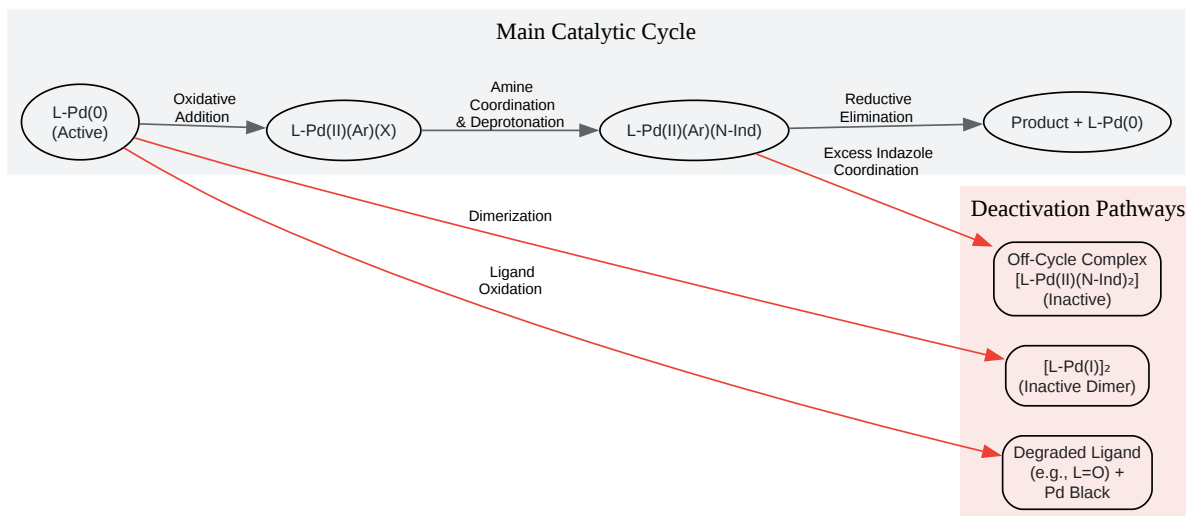 Main Catalytic Cycle
L-Pd(0)
(Active)
Oxidative
Addition
L-Pd(II)(Ar)(X)
Amine
Coordination
& Deprotonation
L-Pd(II)(Ar)(N-Ind)
Reductive
Elimination
Product + L-Pd(0)
Excess Indazole
Coordination
Dimerization
Ligand
Oxidation
Deactivation Pathways
Off-Cycle Complex
[L-Pd(II)(N-Ind)₂]
(Inactive)
[L-Pd(I)]₂
(Inactive Dimer)
Degraded Ligand
(e.g., L=O) +
Pd Black